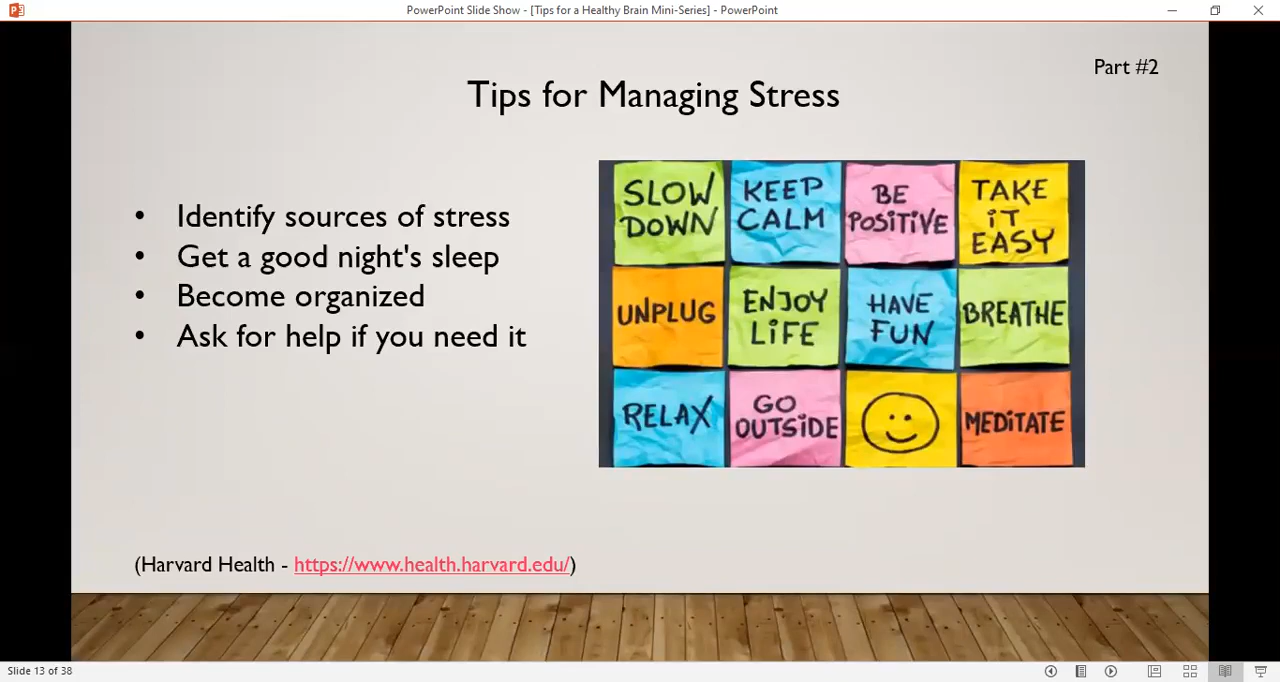 PowerPoint Slide Show - [Tips for a Healthy Brain Mini-Series] - PowerPoint
Part #2
Tips for Managing Stress
• Identify sources of stress
• Get a good night's sleep
• Become organized
• Ask for help if you need it
SLOW
DOWN
KEEP
CALM
BE
POSiTiVE
TAKE
iT
EASY
UNPLUG
ENJOY
LiFE
HAVE
FUN
BREATHE
RELAX
GO
OUTSiDE
MEDiTATE
(Harvard Health - https://www.health.harvard.edu/)
Slide 13 of 38